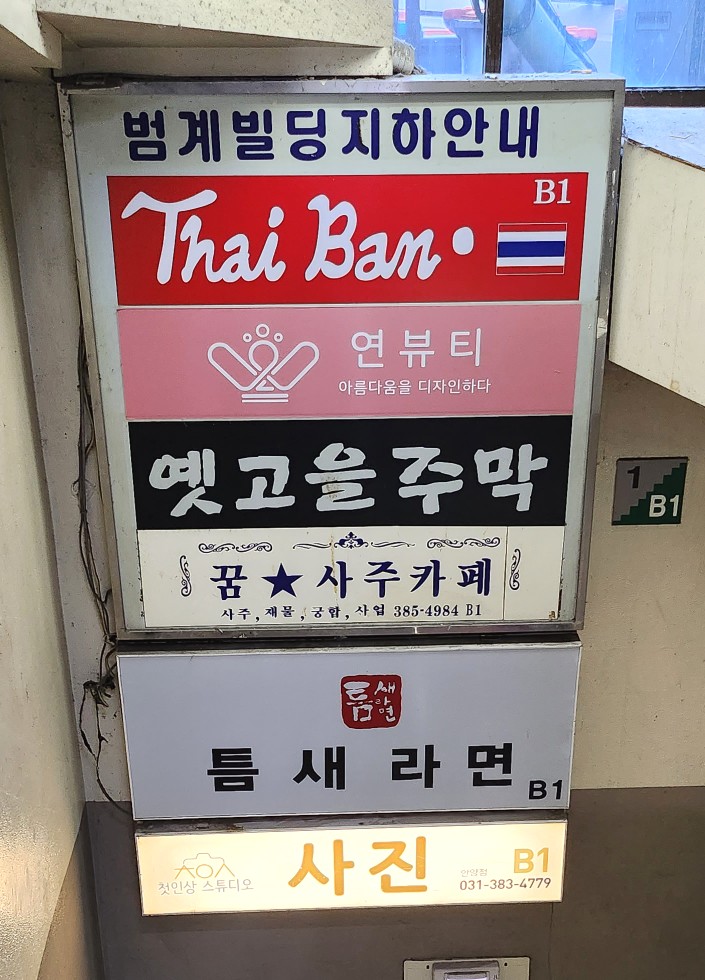 범계빌딩지하안내
B1
Thai Ban
연뷰티
아름다움을 디자인하다
옛고을주막
꿈★사주카페
사주, 재물, 궁합, 사업 385-4984 B1
틈새라면
틈새라면
B1
1
B1
첫인상 스튜디오
사진
안양점
B1
031-383-4779